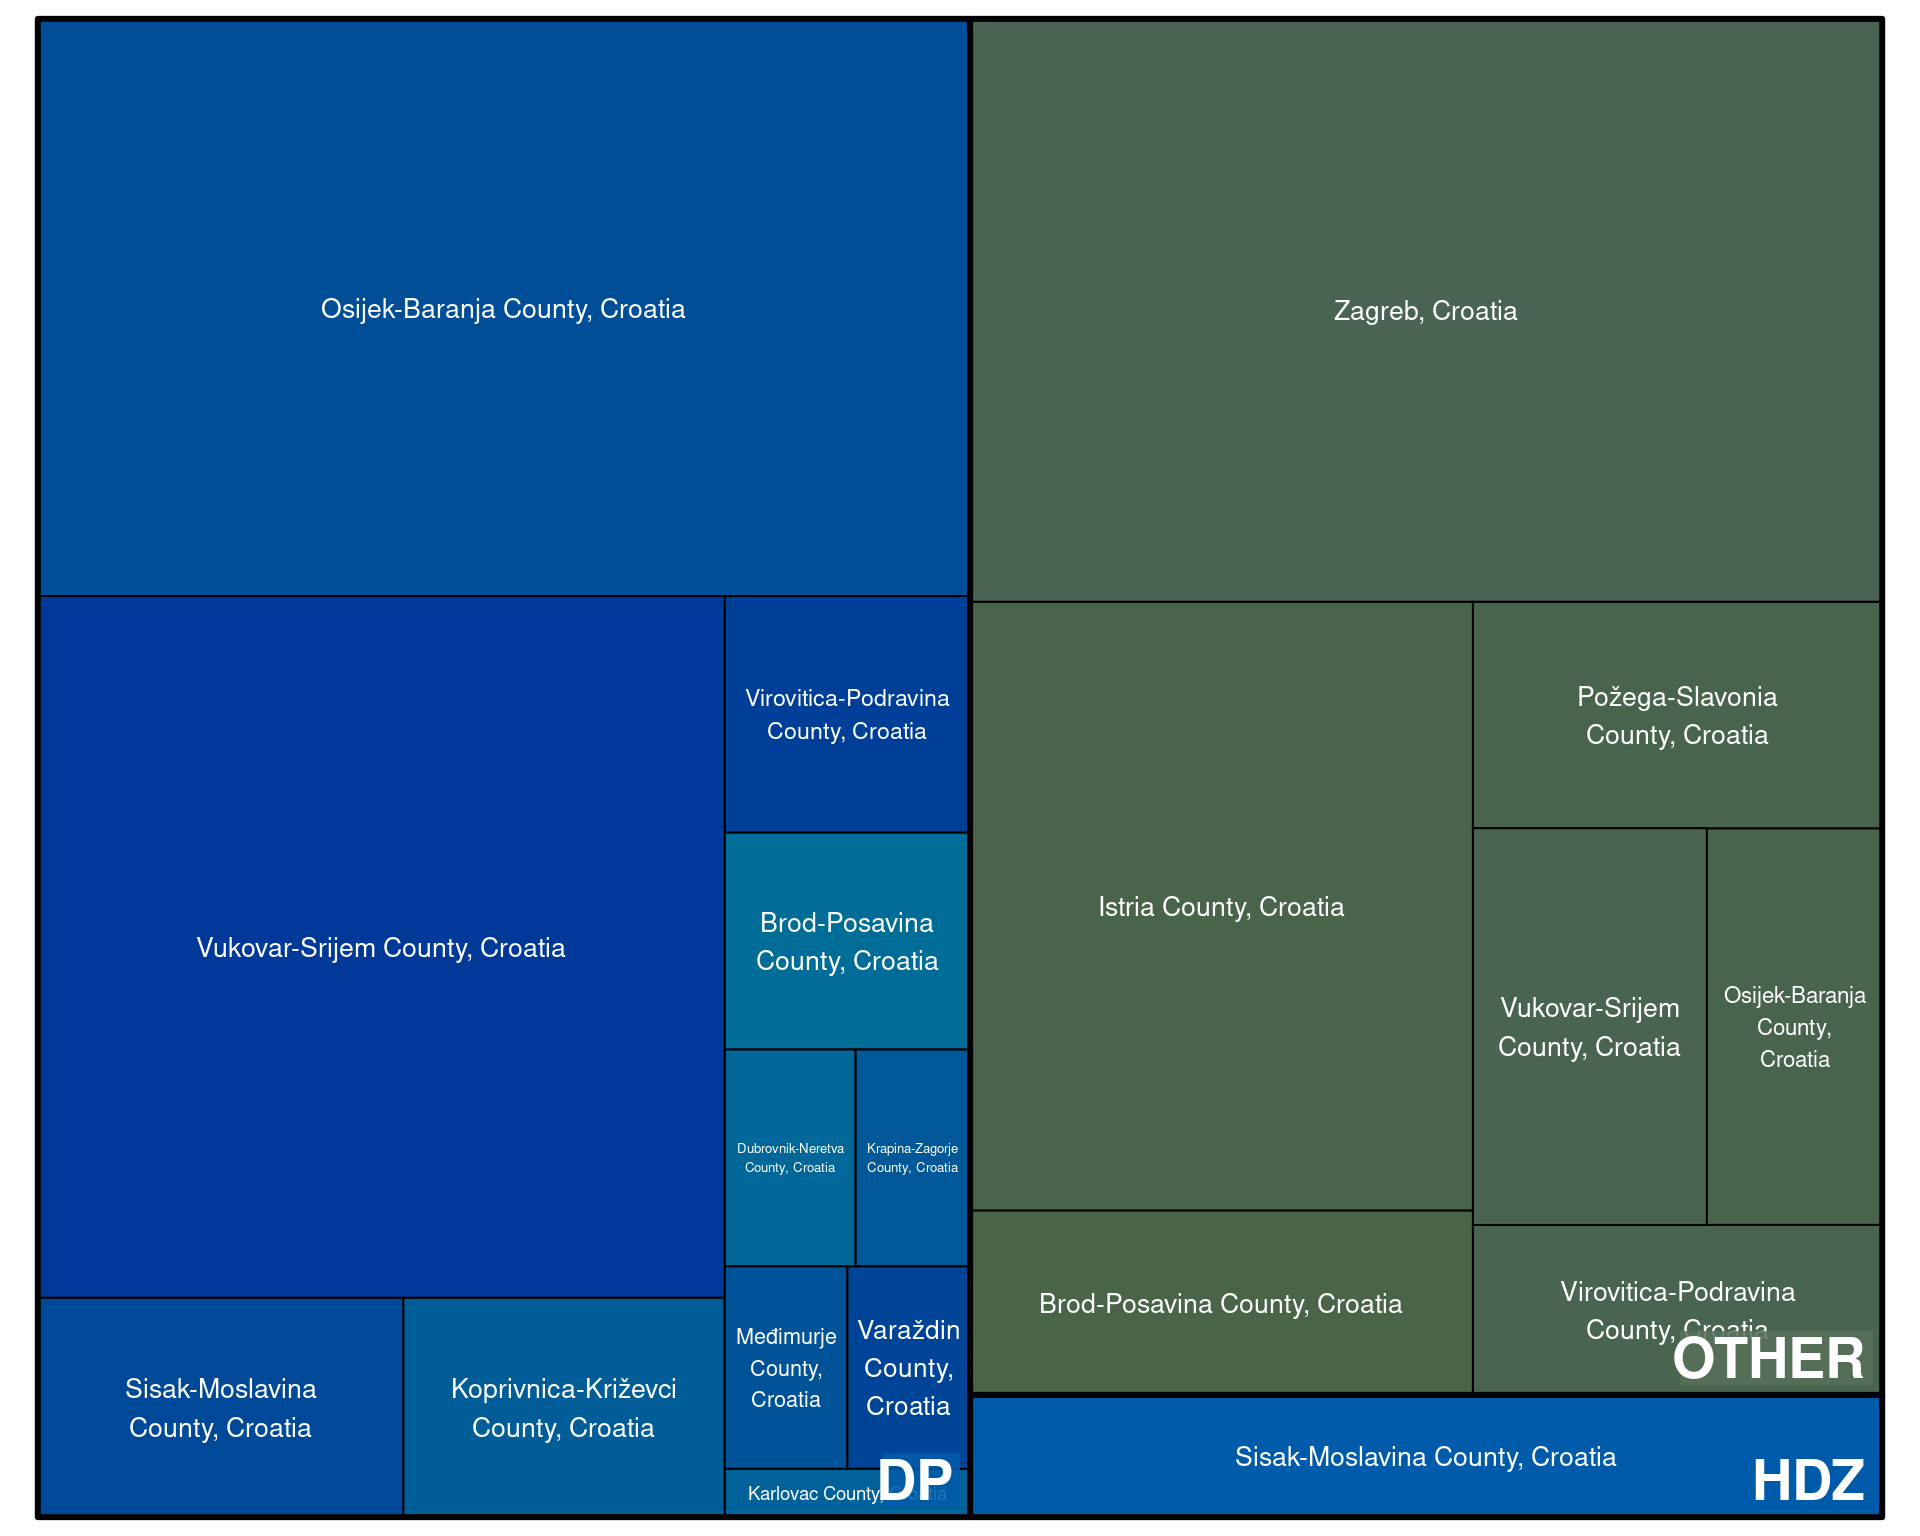 Osijek-Baranja County, Croatia
Vukovar-Srijem County, Croatia
Virovitica-Podravina
County, Croatia
Brod-Posavina
County, Croatia
Dubrovnik-Neretva
County, Croatia
Krapina-Zagorje
County, Croatia
Sisak-Moslavina
County, Croatia
Koprivnica-Križevci
County, Croatia
Međimurje
County,
Croatia
Varaždin
County,
Croatia
Karlovac County, Croatia
DP
Zagreb, Croatia
Istria County, Croatia
Požega-Slavonia
County, Croatia
Vukovar-Srijem
County, Croatia
Osijek-Baranja
County,
Croatia
Brod-Posavina County, Croatia
Virovitica-Podravina
County, Croatia
OTHER
Sisak-Moslavina County, Croatia
HDZ